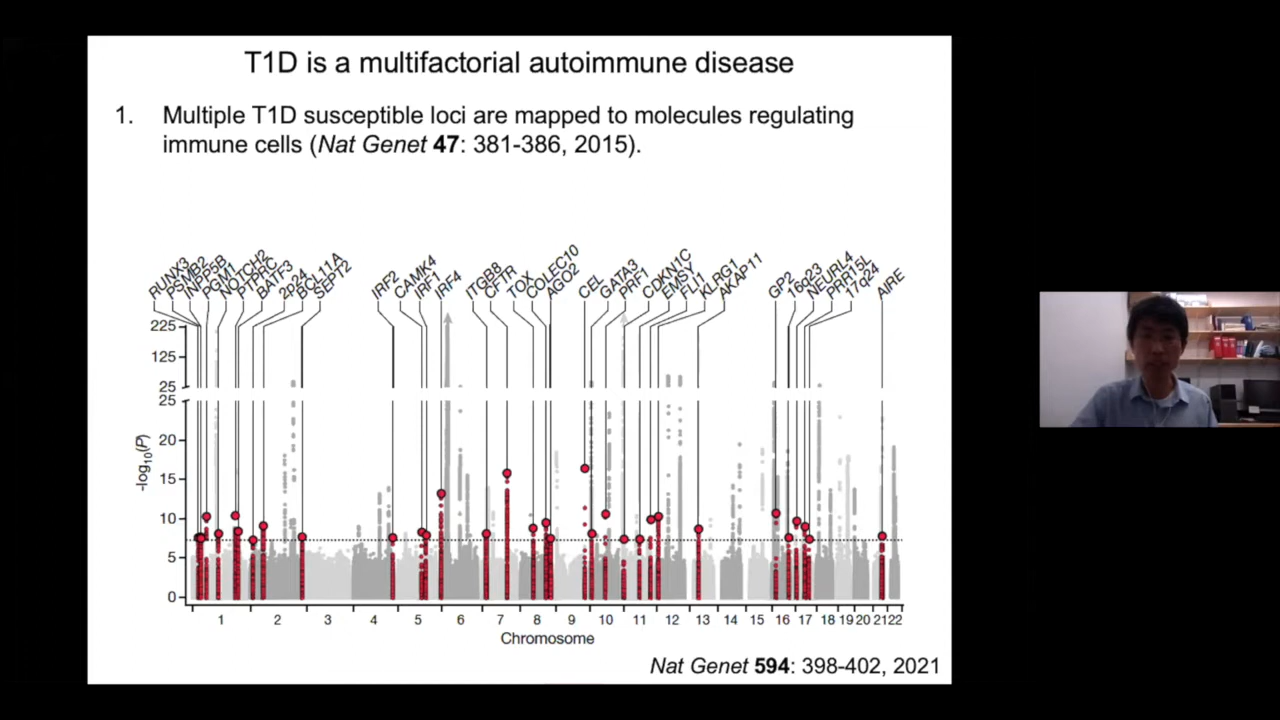 T1D is a multifactorial autoimmune disease
1. Multiple T1D susceptible loci are mapped to molecules regulating
immune cells (Nat Genet 47: 381-386, 2015).
RUNX3 PSMB2 INPP5B PGM1 NOTCH2 PTPRC BATF3 2p24 BCL11A SEPT2 IRF2 CAMK4 IRF1 IRF4 ITGB8 CFTR TOX COLEC10 AGO2 CEL GATA3 PRF1 CDKN1C EMSY FLI1 KLRG1 AKAP11 GP2 16q23 NEURL4 PRR15L 17q24 AIRE
225
125
25
25
20
15
10
5
0
-log10(P)
1 2 3 4 5 6 7 8 9 10 11 12 13 14 15 16 17 18 19 20 21 22
Chromosome
Nat Genet 594: 398-402, 2021